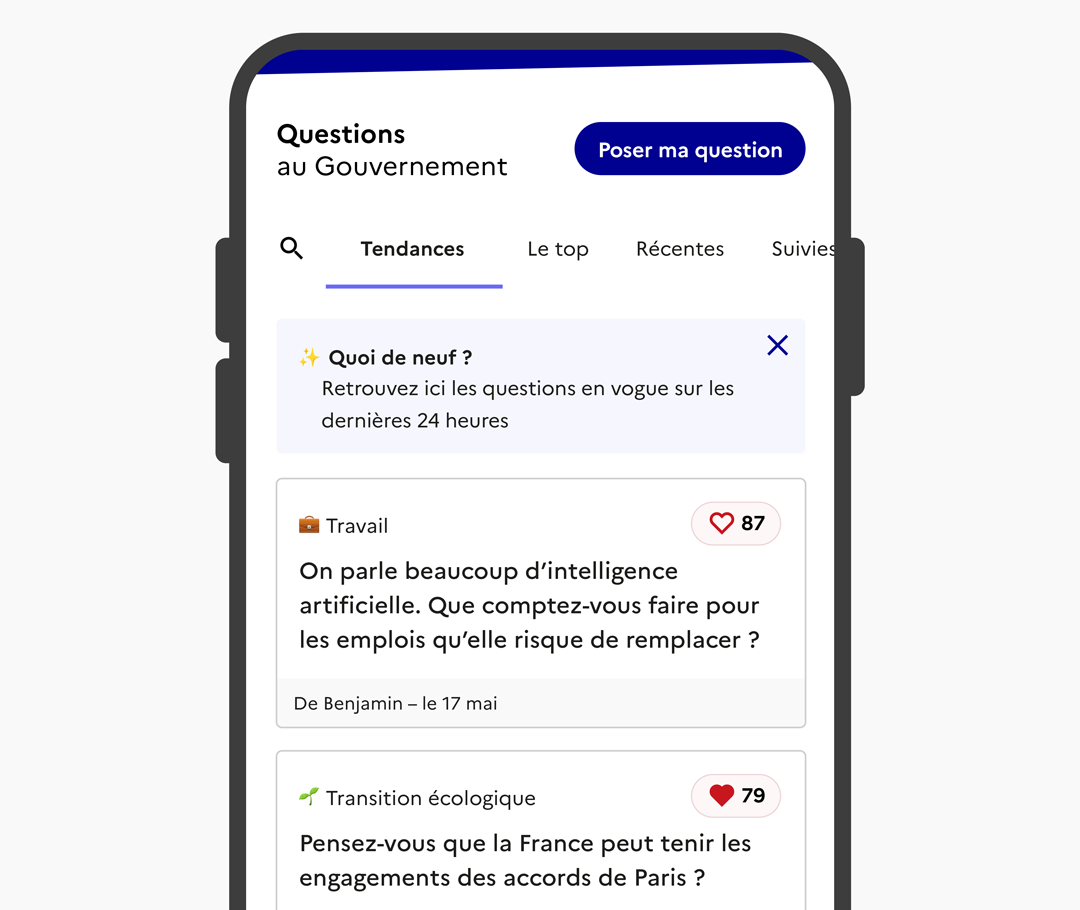 Questions
au Gouvernement
Poser ma question
Tendances
Le top
Récentes
Suivies
✨ Quoi de neuf ?
Retrouvez ici les questions en vogue sur les
dernières 24 heures
Travail
87
On parle beaucoup d’intelligence
artificielle. Que comptez-vous faire pour
les emplois qu’elle risque de remplacer ?
De Benjamin – le 17 mai
Transition écologique
79
Pensez-vous que la France peut tenir les
engagements des accords de Paris ?